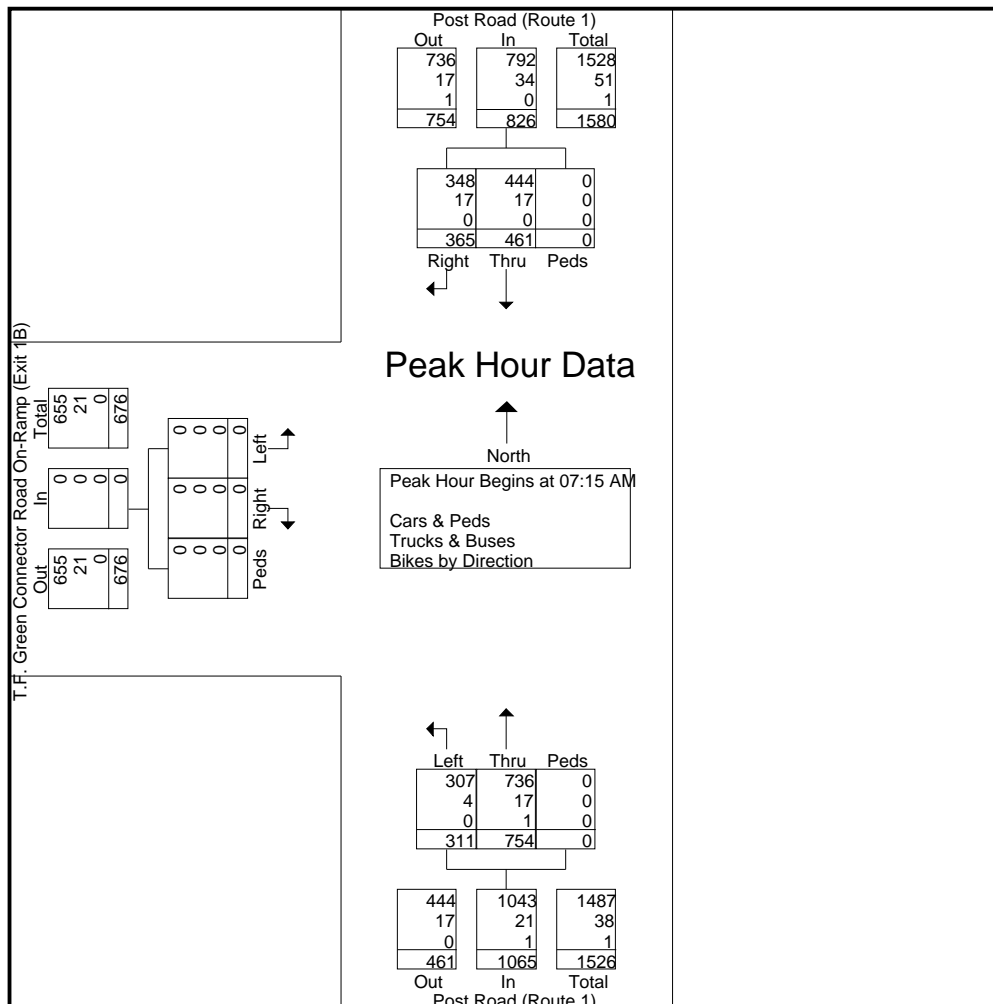 Post Road (Route 1)
Out In Total
736 792 1528
17 34 51
1 0 1
754 826 1580
348 444 0
17 17 0
0 0 0
365 461 0
Right Thru Peds
Peak Hour Data
North
Peak Hour Begins at 07:15 AM
Cars & Peds
Trucks & Buses
Bikes by Direction
T.F. Green Connector Road On-Ramp (Exit 1B)
Out In Total
655 0 655
21 0 21
0 0 0
676 0 676
0 0 0
0 0 0
0 0 0
0 0 0
Peds Right Left
Left Thru Peds
307 736 0
4 17 0
0 1 0
311 754 0
444 1043 1487
17 21 38
0 1 1
461 1065 1526
Out In Total
Post Road (Route 1)